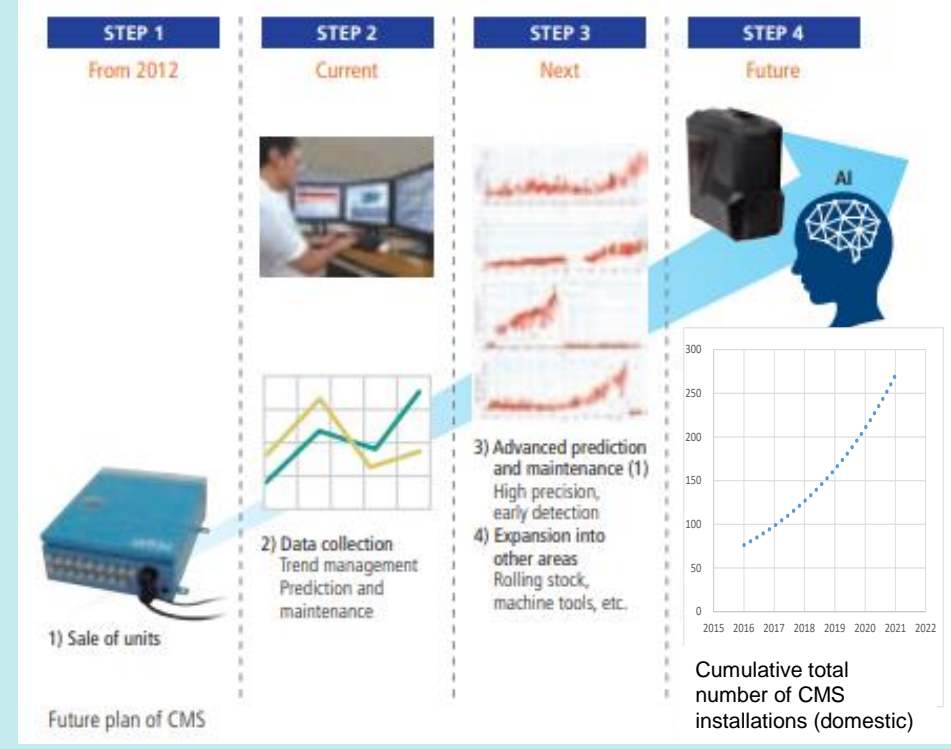 STEP 1
From 2012
1) Sale of units
Future plan of CMS
STEP 2
Current
2) Data collection
Trend management
Prediction and
maintenance
STEP 3
Next
3) Advanced prediction
and maintenance (1)
High precision,
early detection
4) Expansion into
other areas
Rolling stock,
machine tools, etc.
STEP 4
Future
AI
300
250
200
150
100
50
0
2015 2016 2017 2018 2019 2020 2021 2022
Cumulative total
number of CMS
installations (domestic)